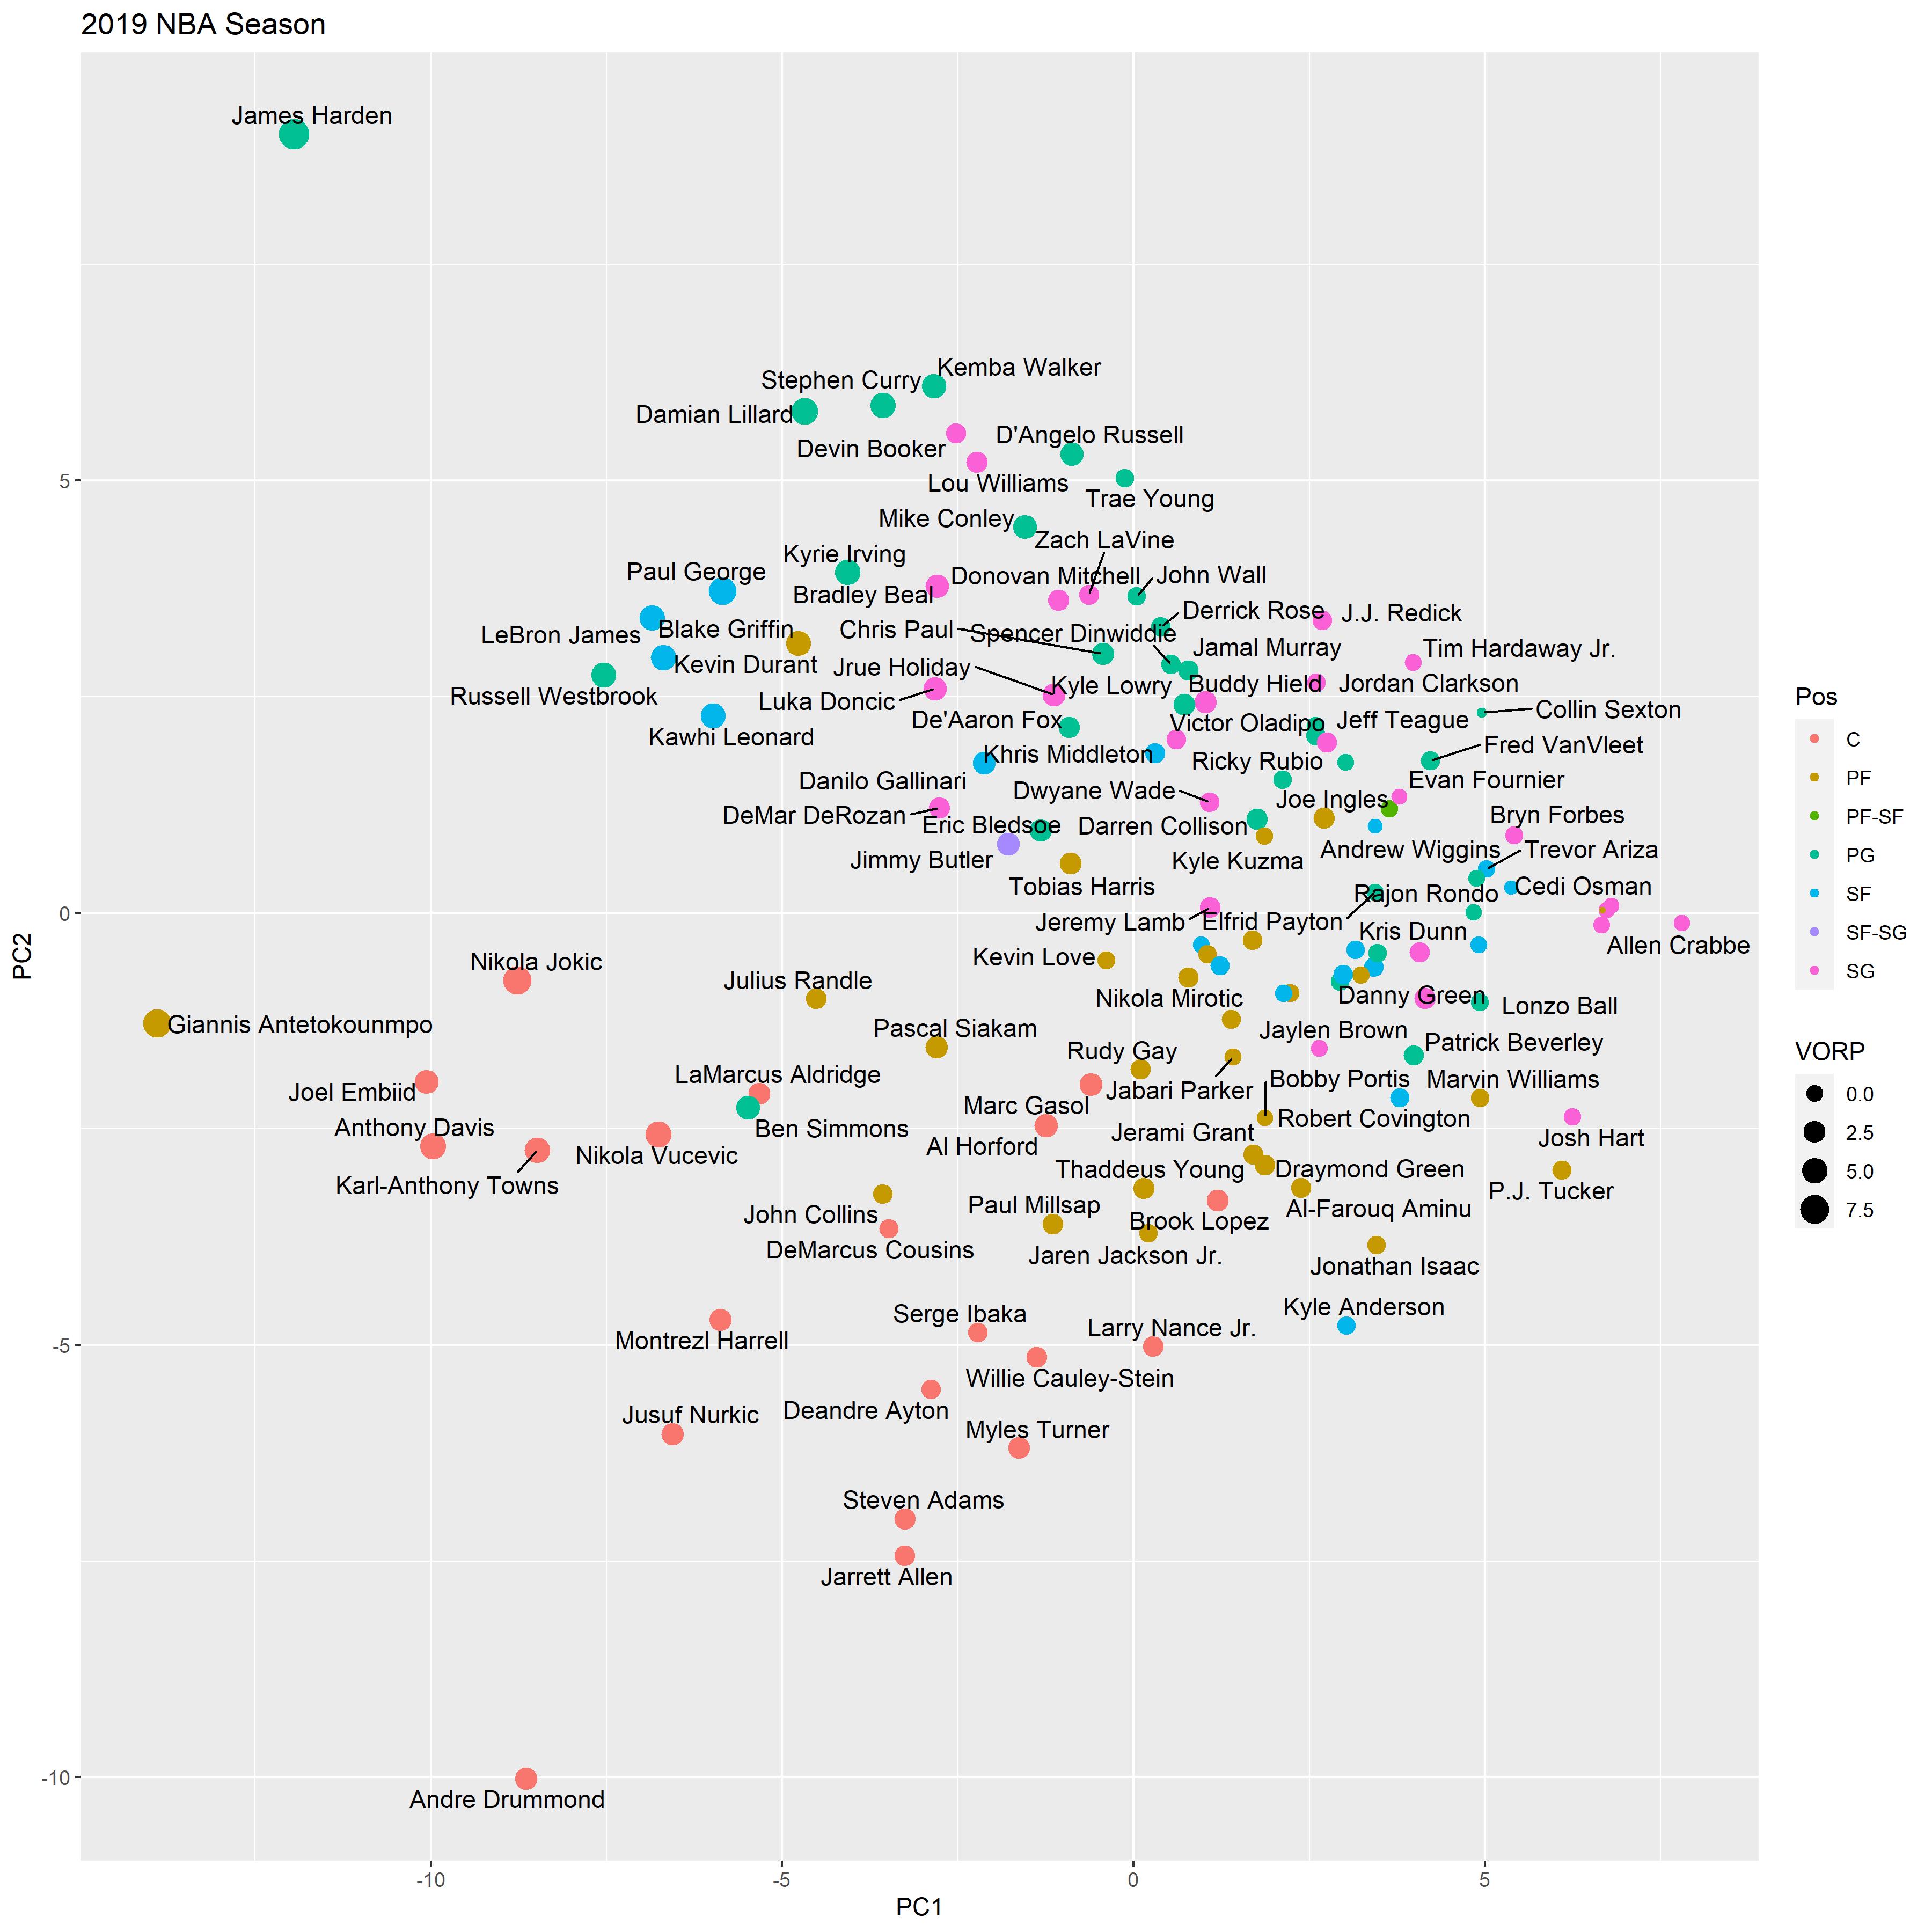 2019 NBA Season
James Harden
Kemba Walker
Stephen Curry
Damian Lillard
D'Angelo Russell
Devin Booker
5
Lou Williams
Trae Young
Mike Conley
Zach LaVine
Kyrie Irving
Paul George
Donovan Mitchell
John Wall
Bradley Beal
Derrick Rose
J.J. Redick
LeBron James
Blake Griffin
Chris Paul
Spencer Dinwiddie
Jamal Murray
Tim Hardaway Jr.
Kevin Durant
Jrue Holiday
Kyle Lowry
Buddy Hield
Jordan Clarkson
Russell Westbrook
Luka Doncic
De'Aaron Fox
Victor Oladipo
Jeff Teague
Collin Sexton
Kawhi Leonard
Khris Middleton
Ricky Rubio
Fred VanVleet
Danilo Gallinari
Evan Fournier
Dwyane Wade
Joe Ingles
DeMar DeRozan
Eric Bledsoe
Darren Collison
Bryn Forbes
Jimmy Butler
Kyle Kuzma
Andrew Wiggins
Trevor Ariza
Tobias Harris
Rajon Rondo
Cedi Osman
0
Jeremy Lamb
Elfrid Payton
Kris Dunn
Allen Crabbe
Kevin Love
Nikola Jokic
Julius Randle
Nikola Mirotic
Danny Green
Lonzo Ball
Giannis Antetokounmpo
Pascal Siakam
Jaylen Brown
Rudy Gay
Patrick Beverley
LaMarcus Aldridge
Joel Embiid
Jabari Parker
Bobby Portis
Marvin Williams
Marc Gasol
Anthony Davis
Ben Simmons
Robert Covington
Jerami Grant
Josh Hart
Nikola Vucevic
Al Horford
Karl-Anthony Towns
Thaddeus Young
Draymond Green
P.J. Tucker
John Collins
Paul Millsap
Brook Lopez
Al-Farouq Aminu
DeMarcus Cousins
Jaren Jackson Jr.
Jonathan Isaac
Serge Ibaka
Kyle Anderson
Larry Nance Jr.
Montrezl Harrell
-5
Willie Cauley-Stein
Deandre Ayton
Jusuf Nurkic
Myles Turner
Steven Adams
Jarrett Allen
-10
Andre Drummond
-10
-5
0
5
PC1
PC2
Pos
C
PF
PF-SF
PG
SF
SF-SG
SG
VORP
0.0
2.5
5.0
7.5